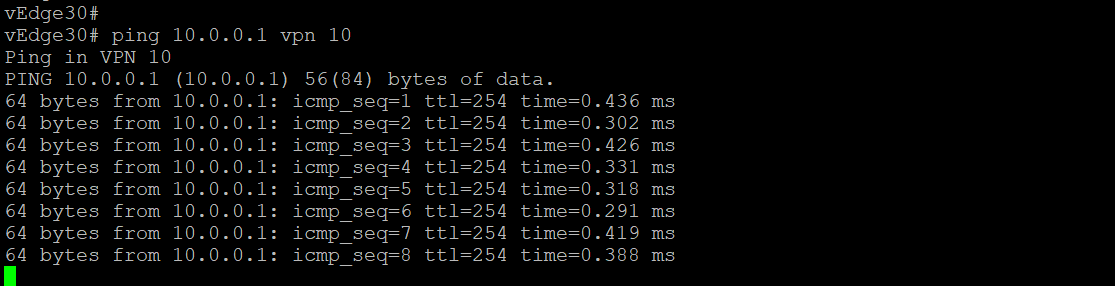 vEdge30#
vEdge30# ping 10.0.0.1 vpn 10
Ping in VPN 10
PING 10.0.0.1 (10.0.0.1) 56(84) bytes of data.
64 bytes from 10.0.0.1: icmp_seq=1 ttl=254 time=0.436 ms
64 bytes from 10.0.0.1: icmp_seq=2 ttl=254 time=0.302 ms
64 bytes from 10.0.0.1: icmp_seq=3 ttl=254 time=0.426 ms
64 bytes from 10.0.0.1: icmp_seq=4 ttl=254 time=0.331 ms
64 bytes from 10.0.0.1: icmp_seq=5 ttl=254 time=0.318 ms
64 bytes from 10.0.0.1: icmp_seq=6 ttl=254 time=0.291 ms
64 bytes from 10.0.0.1: icmp_seq=7 ttl=254 time=0.419 ms
64 bytes from 10.0.0.1: icmp_seq=8 ttl=254 time=0.388 ms